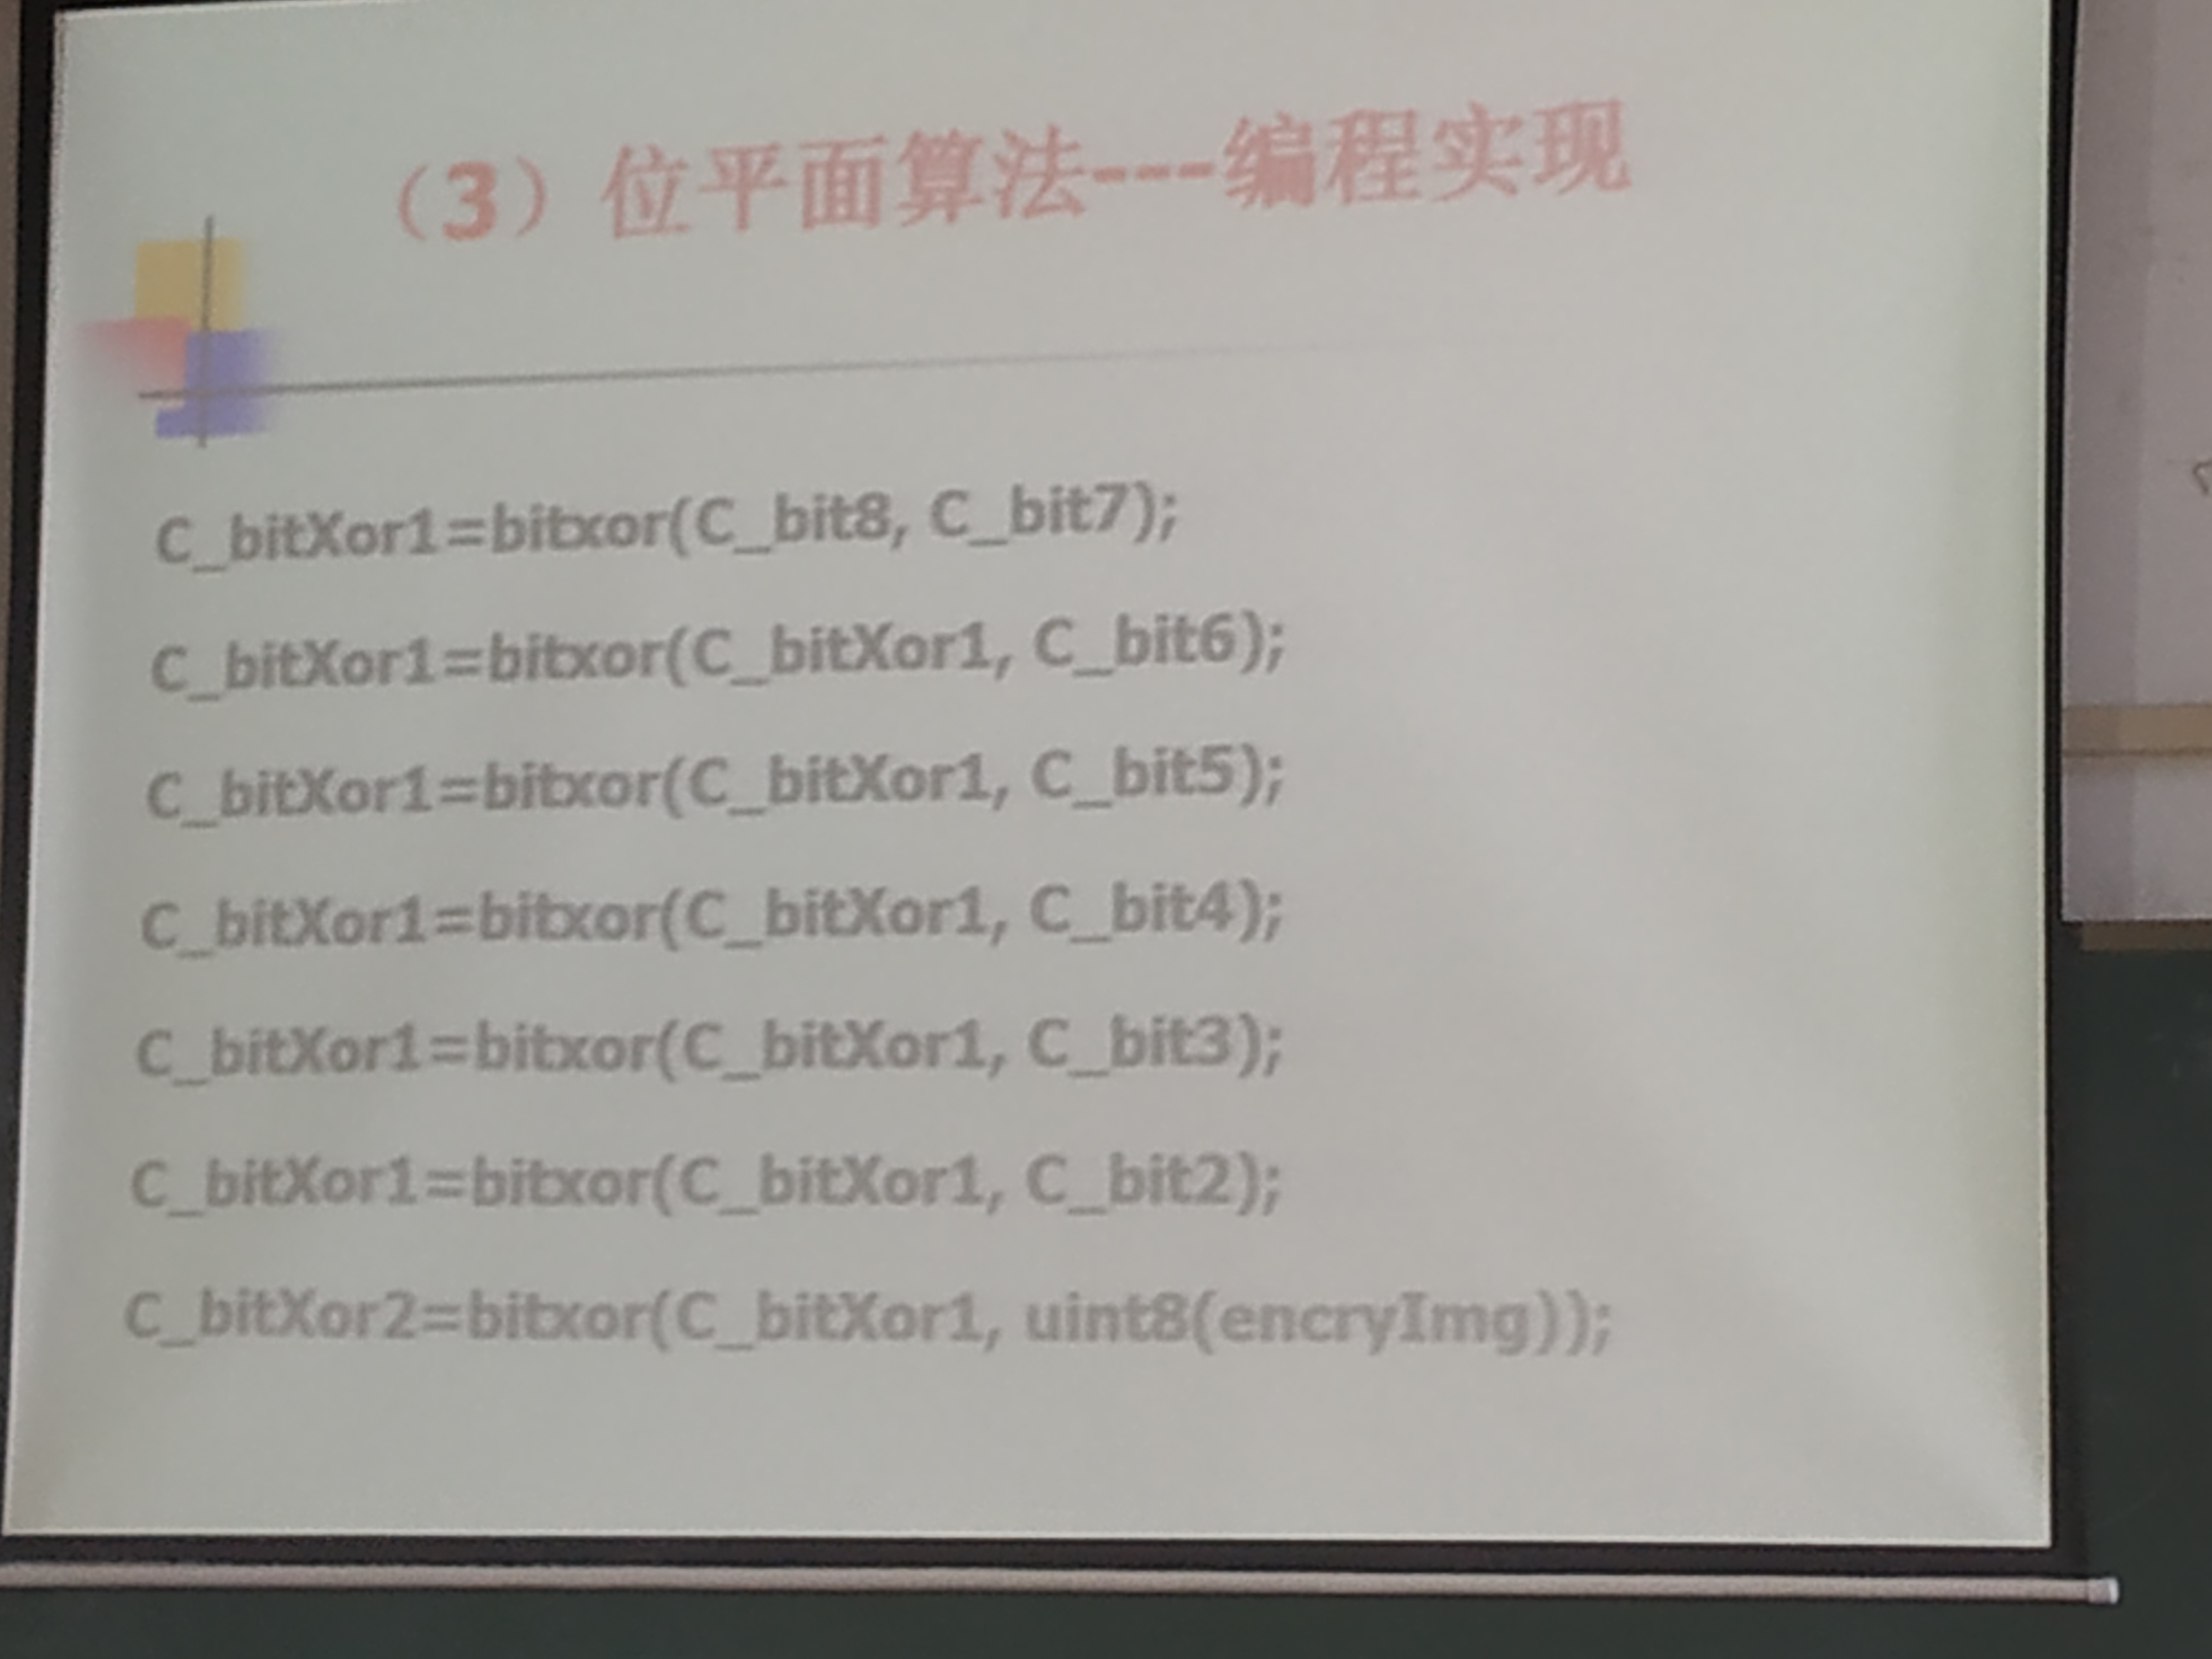 （3）位平面算法---编程实现
C_bitXor1=bitxor(C_bit8, C_bit7);
C_bitXor1=bitxor(C_bitXor1, C_bit6);
C_bitXor1=bitxor(C_bitXor1, C_bit5);
C_bitXor1=bitxor(C_bitXor1, C_bit4);
C_bitXor1=bitxor(C_bitXor1, C_bit3);
C_bitXor1=bitxor(C_bitXor1, C_bit2);
C_bitXor2=bitxor(C_bitXor1, uint8(encryImg));